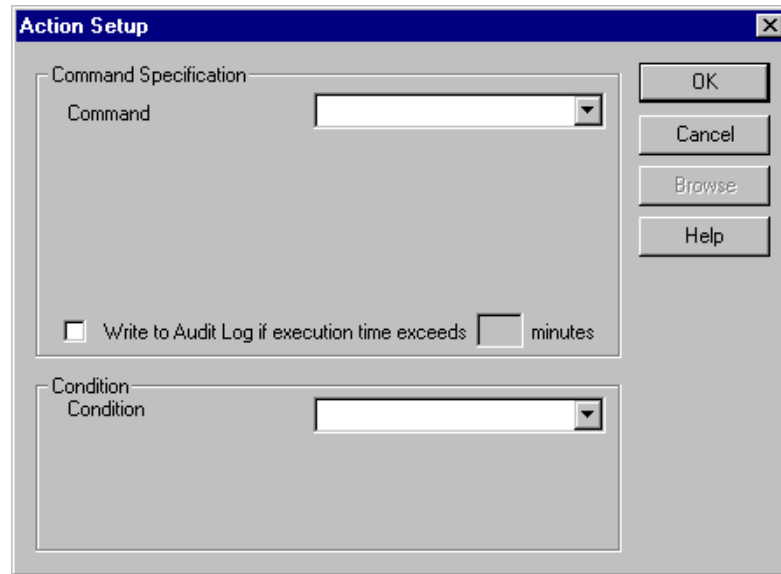 Action Setup
Command Specification
Command
OK
Cancel
Browse
Help
Write to Audit Log if execution time exceeds minutes
Condition
Condition